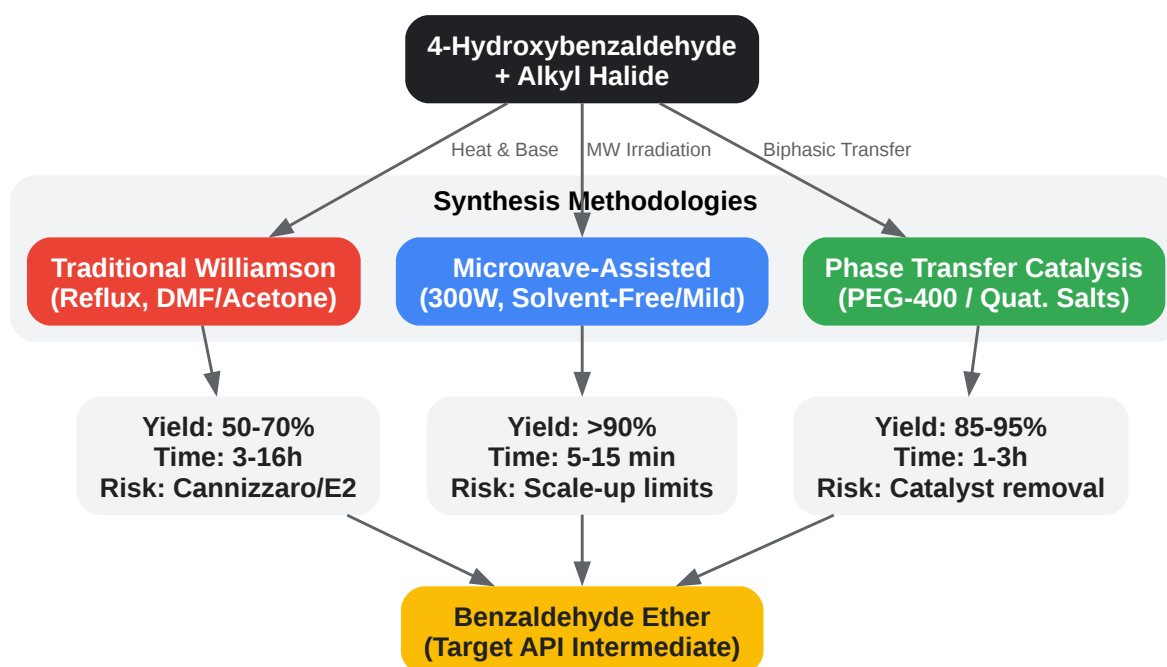 4-Hydroxybenzaldehyde
+ Alkyl Halide
Heat & Base
MW Irradiation
Biphasic Transfer
Synthesis Methodologies
Traditional Williamson
(Reflux, DMF/Acetone)
Microwave-Assisted
(300W, Solvent-Free/Mild)
Phase Transfer Catalysis
(PEG-400 / Quat. Salts)
Yield: 50-70%
Time: 3-16h
Risk: Cannizzaro/E2
Yield: >90%
Time: 5-15 min
Risk: Scale-up limits
Yield: 85-95%
Time: 1-3h
Risk: Catalyst removal
Benzaldehyde Ether
(Target API Intermediate)